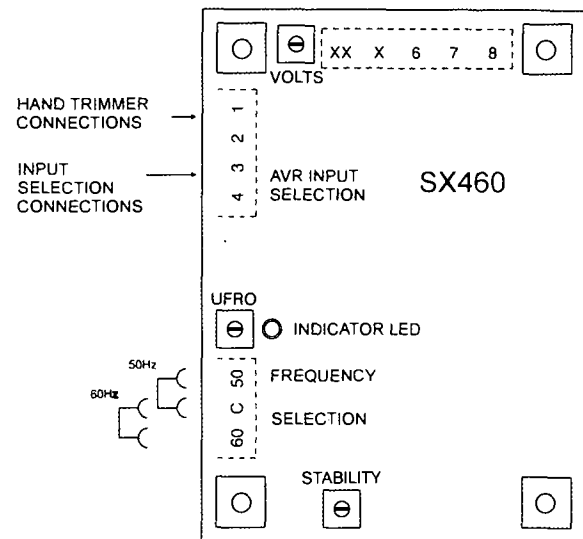 XX X 6 7 8
VOLTS
HAND TRIMMER
CONNECTIONS
1
2
INPUT
SELECTION
CONNECTIONS
3
4
AVR INPUT
SELECTION
SX460
UFRO
INDICATOR LED
50Hz
60Hz
50
C
60
FREQUENCY
SELECTION
STABILITY